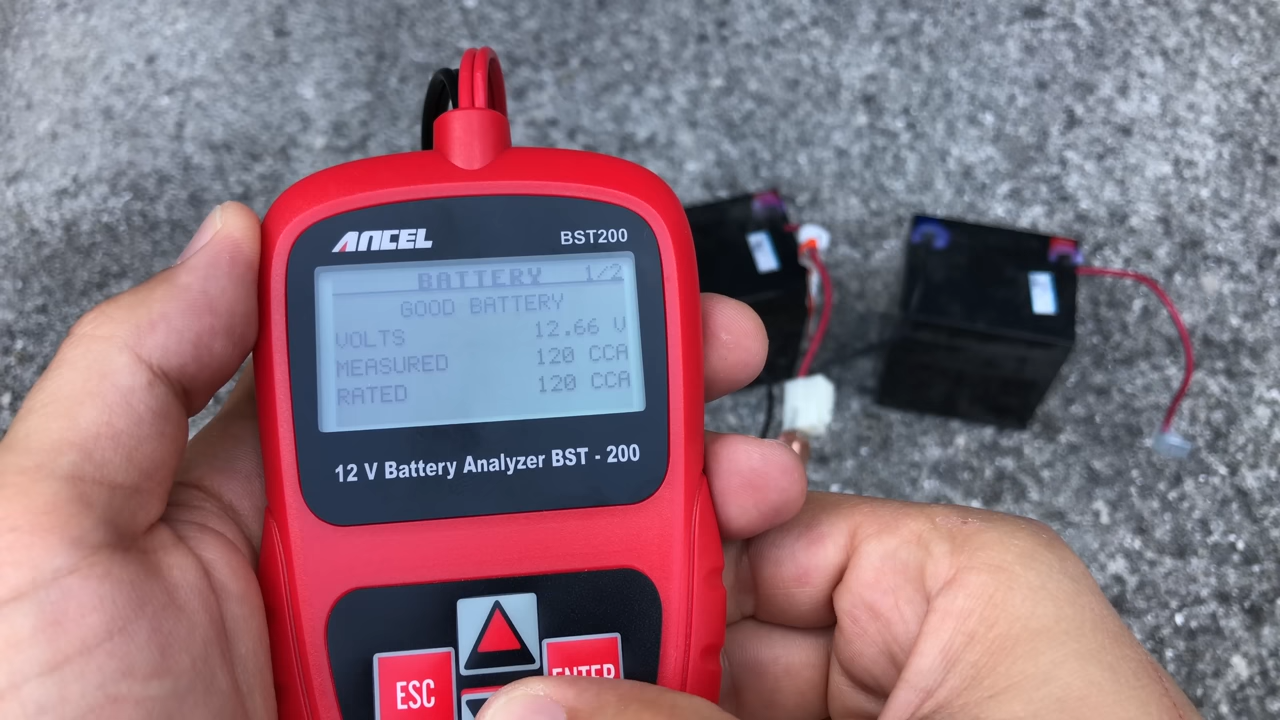 ANCEL BST200
BATTERY 1/2
GOOD BATTERY
VOLTS 12.66 V
MEASURED 120 CCA
RATED 120 CCA
12 V Battery Analyzer BST - 200
ESC ENTER